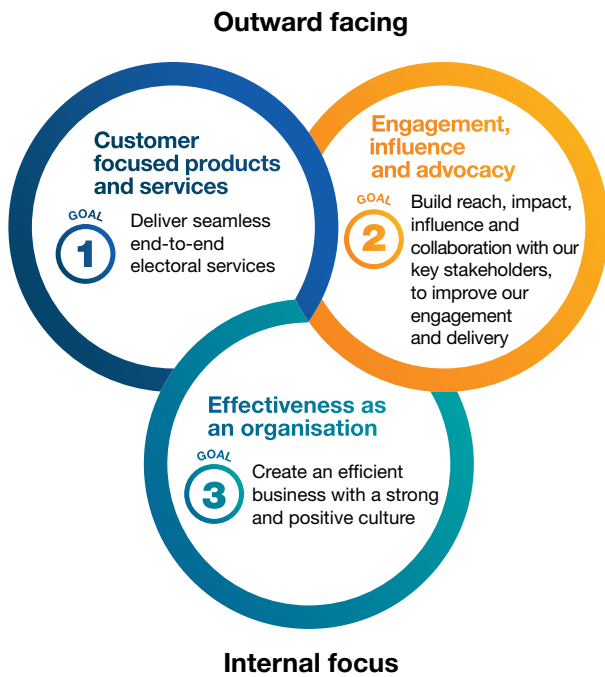 Outward facing
Customer
focused products
and services
GOAL
1
Deliver seamless
end-to-end
electoral services
Engagement,
influence
and advocacy
GOAL
2
Build reach, impact,
influence and
collaboration with our
key stakeholders,
to improve our
engagement
and delivery
Effectiveness as
an organisation
GOAL
3
Create an efficient
business with a strong
and positive culture
Internal focus